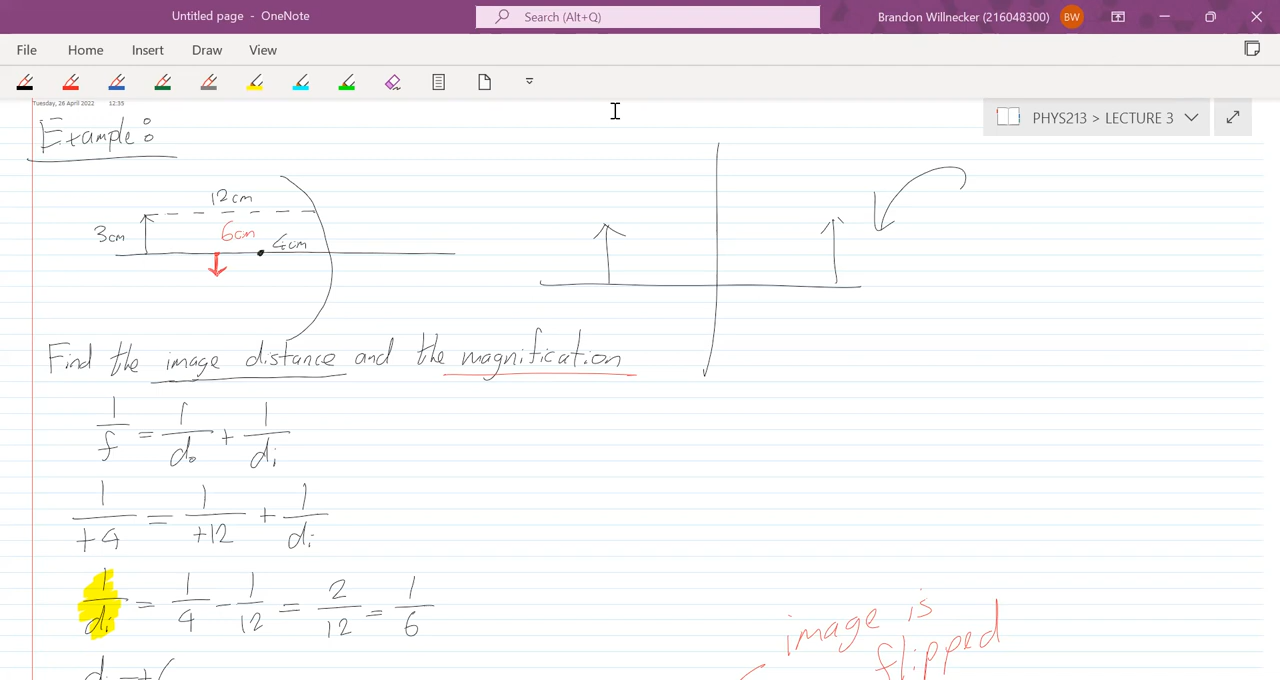 Untitled page - OneNote
Search (Alt+Q)
Brandon Willnecker (216048300) BW
File Home Insert Draw View
Tuesday, 26 April 2022 12:35
PHYS213 > LECTURE 3
Example:
12cm
3cm
6cm
4cm
Find the image distance and the magnification
1/f = 1/do + 1/di
1/+4 = 1/+12 + 1/di
1/di = 1/4 - 1/12 = 2/12 = 1/6
image is
flipped